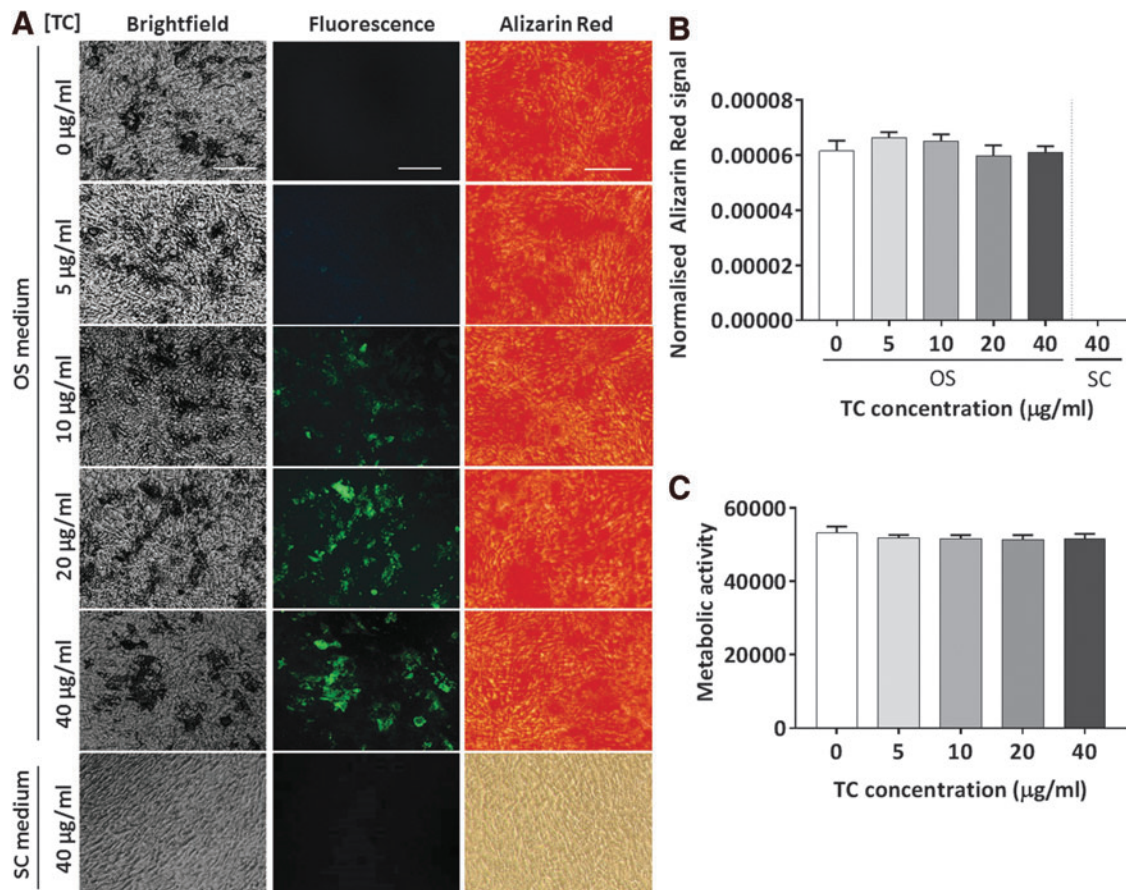 A
[TC] Brightfield Fluorescence Alizarin Red
OS medium
0 µg/ml
5 µg/ml
10 µg/ml
20 µg/ml
40 µg/ml
SC medium
40 µg/ml
B
Normalised Alizarin Red signal
0.00008
0.00006
0.00004
0.00002
0.00000
0 5 10 20 40 40
OS SC
TC concentration (µg/ml)
C
Metabolic activity
60000
40000
20000
0
0 5 10 20 40
TC concentration (µg/ml)